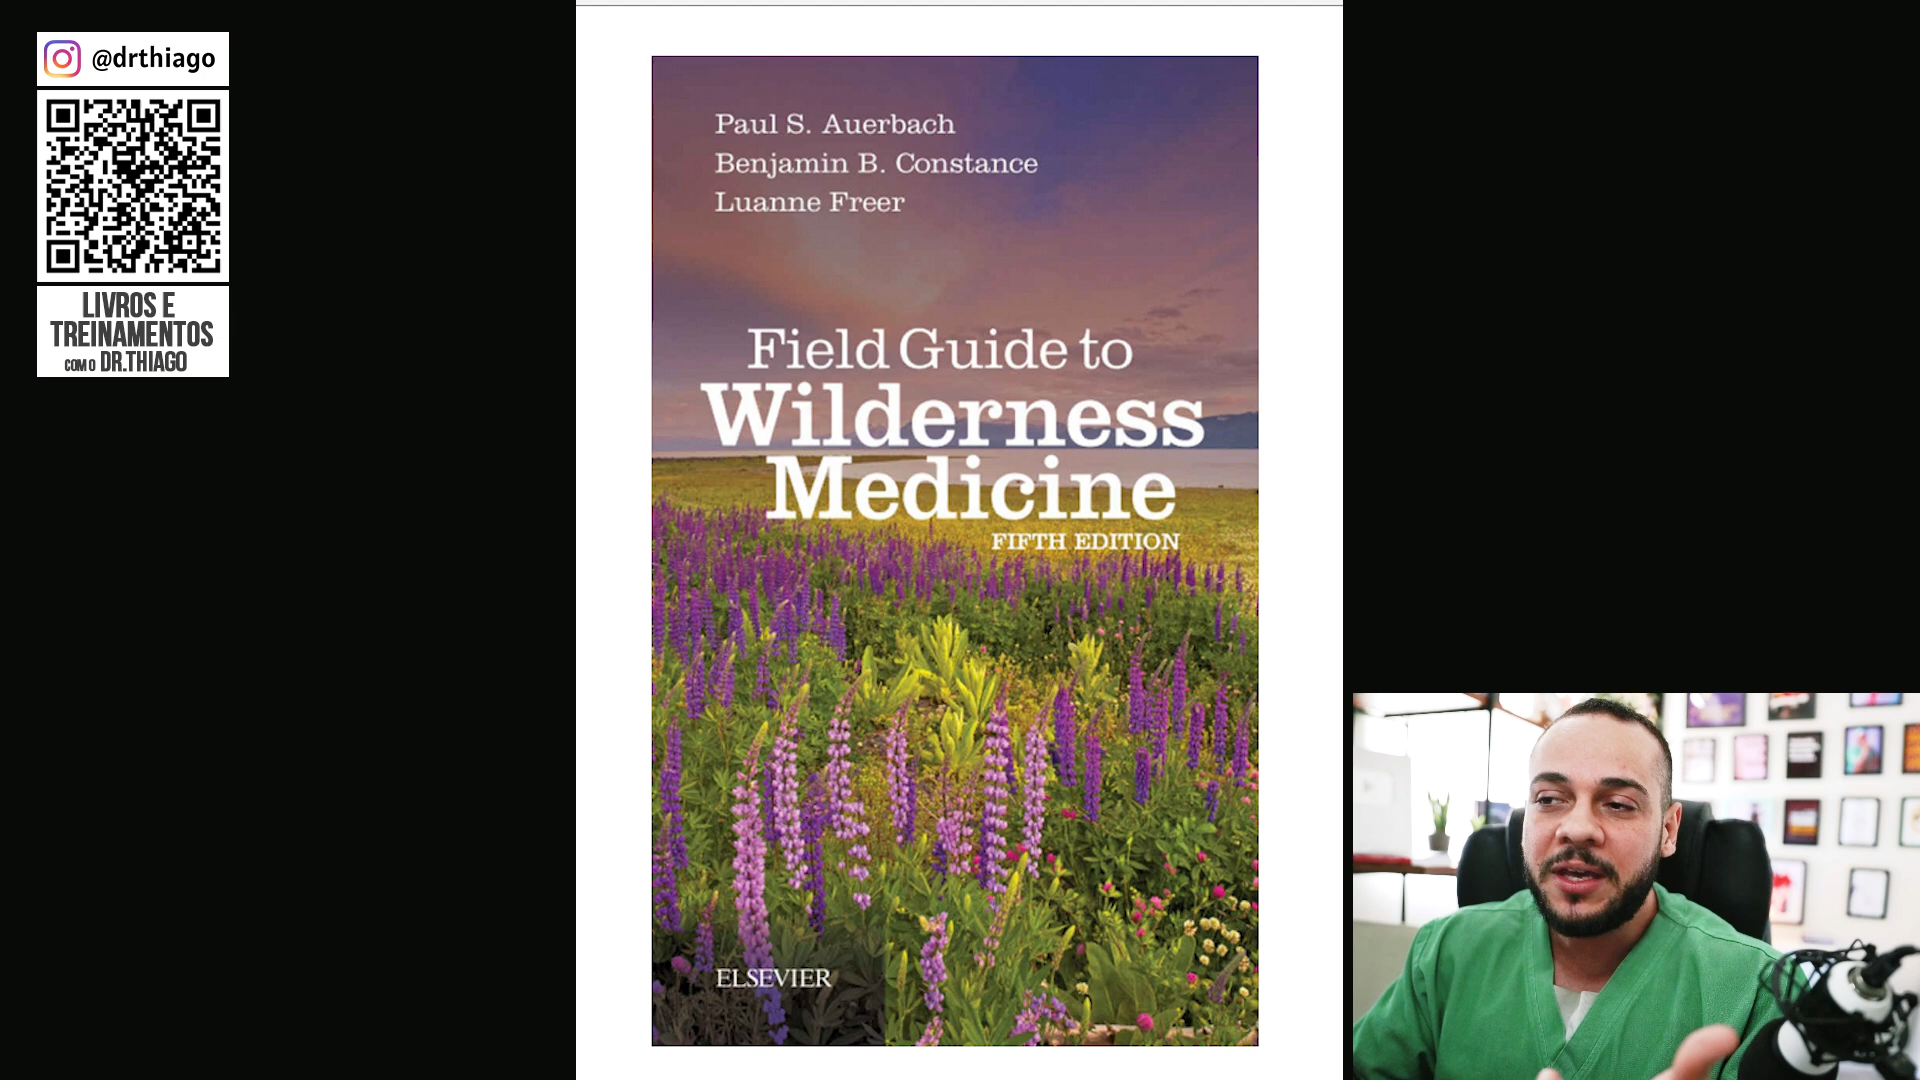 @drthiago
LIVROS E
TREINAMENTOS
COM O DR.THIAGO
Paul S. Auerbach
Benjamin B. Constance
Luanne Freer
Field Guide to
Wilderness
Medicine
FIFTH EDITION
ELSEVIER